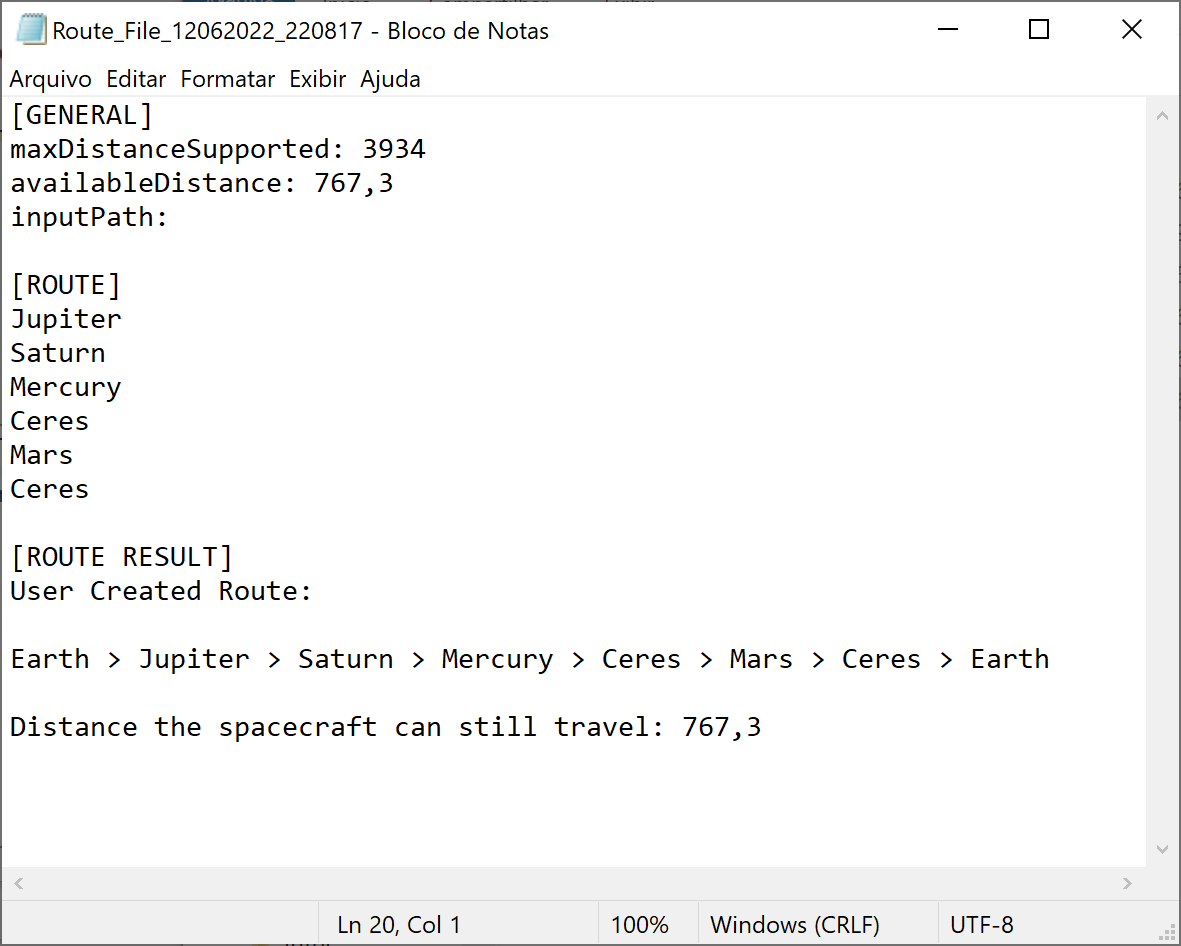 Route_File_12062022_220817 - Bloco de Notas
Arquivo Editar Formatar Exibir Ajuda
[GENERAL]
maxDistanceSupported: 3934
availableDistance: 767,3
inputPath:
[ROUTE]
Jupiter
Saturn
Mercury
Ceres
Mars
Ceres
[ROUTE RESULT]
User Created Route:
Earth > Jupiter > Saturn > Mercury > Ceres > Mars > Ceres > Earth
Distance the spacecraft can still travel: 767,3
Ln 20, Col 1 100% Windows (CRLF) UTF-8